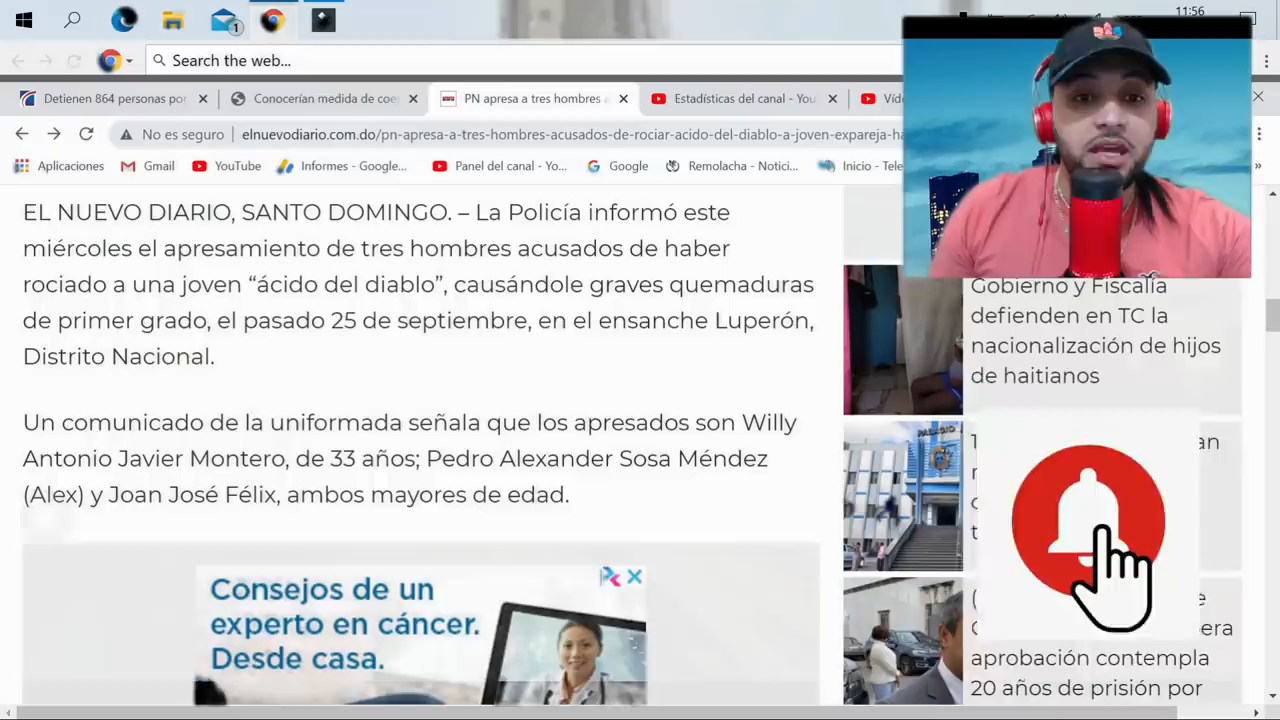 11:56
1
Search the web...
Detienen 864 personas por
Conocerían medida de coe
PN apresa a tres hombres a
Estadísticas del canal - You
No es seguro
elnuevodiario.com.do/pn-apresa-a-tres-hombres-acusados-de-rociar-acido-del-diablo-a-joven-expareja-ha
Aplicaciones
Gmail
YouTube
Informes - Google...
Panel del canal - Yo...
Google
Remolacha - Notici...
Inicio - Tele
EL NUEVO DIARIO, SANTO DOMINGO. – La Policía informó este
miércoles el apresamiento de tres hombres acusados de haber
rociado a una joven “ácido del diablo”, causándole graves quemaduras
de primer grado, el pasado 25 de septiembre, en el ensanche Luperón,
Distrito Nacional.
Un comunicado de la uniformada señala que los apresados son Willy
Antonio Javier Montero, de 33 años; Pedro Alexander Sosa Méndez
(Alex) y Joan José Félix, ambos mayores de edad.
Consejos de un
experto en cáncer.
Desde casa.
Gobierno y Fiscalía
defienden en TC la
nacionalización de hijos
de haitianos
aprobación contempla
20 años de prisión por